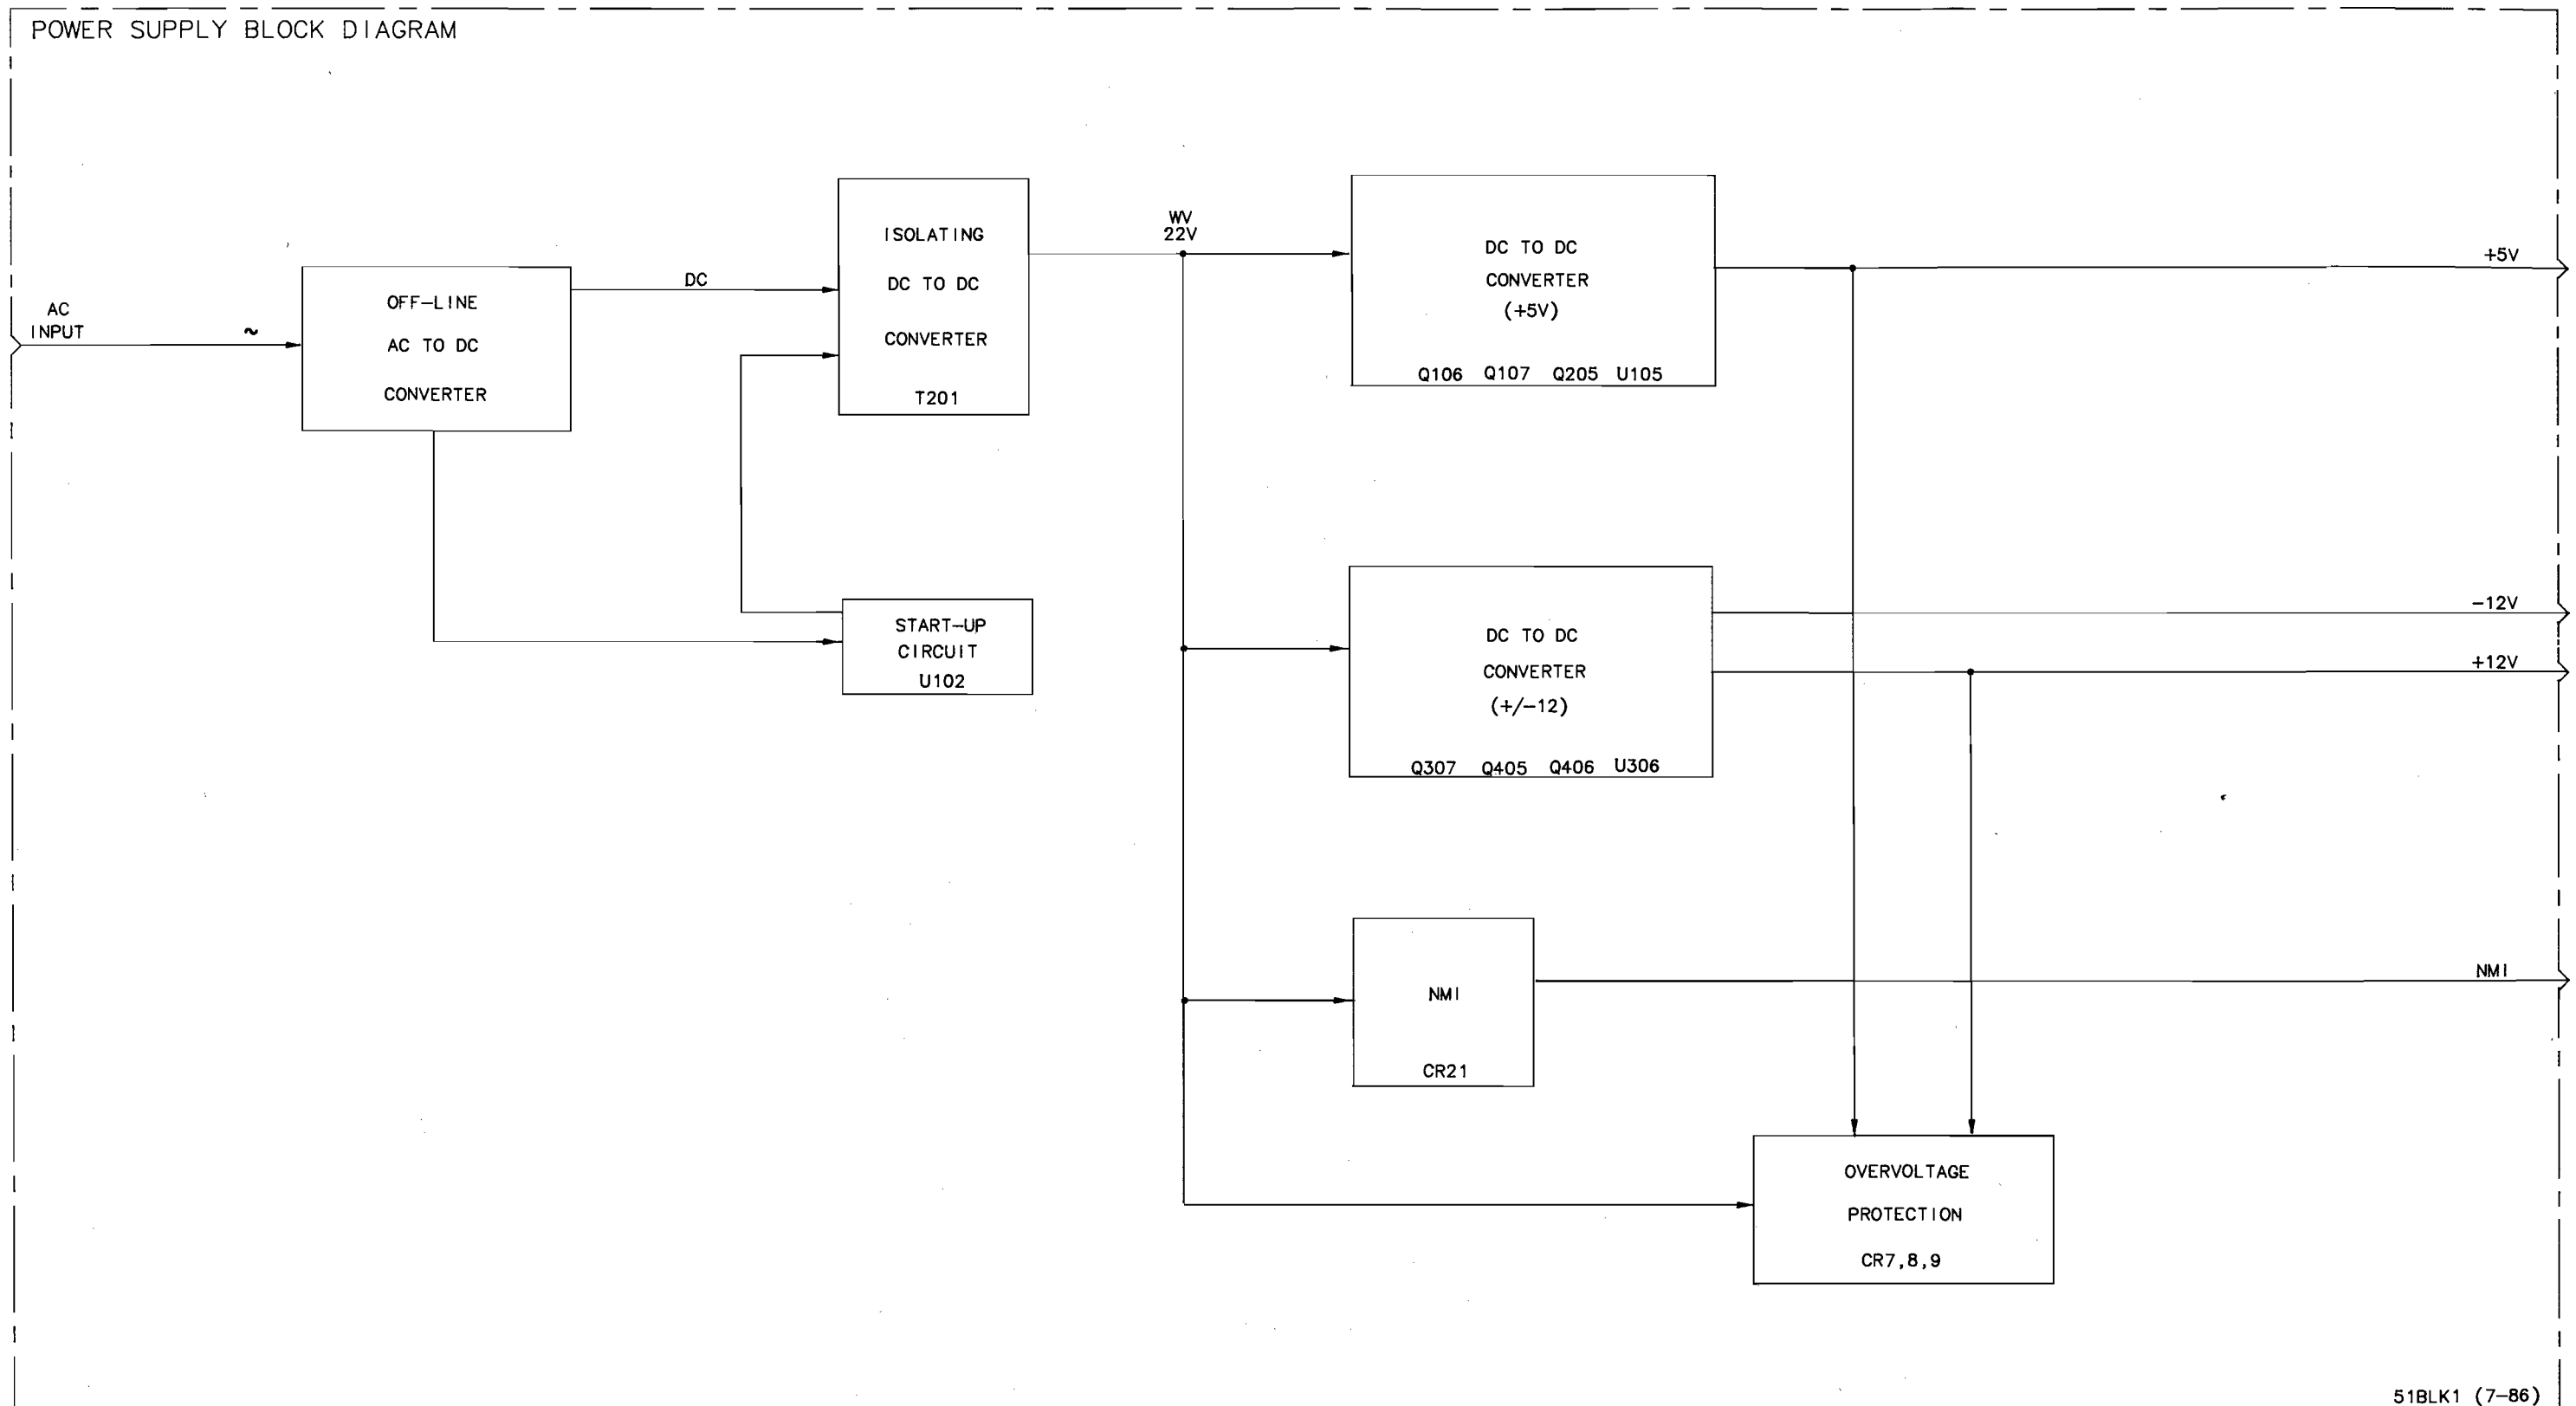 POWER SUPPLY BLOCK DIAGRAM
AC
INPUT
~
OFF-LINE
AC TO DC
CONVERTER
DC
ISOLATING
DC TO DC
CONVERTER
T201
START-UP
CIRCUIT
U102
WV
22V
DC TO DC
CONVERTER
(+5V)
Q106 Q107 Q205 U105
+5V
DC TO DC
CONVERTER
(+/-12)
Q307 Q405 Q406 U306
-12V
+12V
NMI
CR21
NMI
OVERVOLTAGE
PROTECTION
CR7,8,9
51BLK1 (7-86)